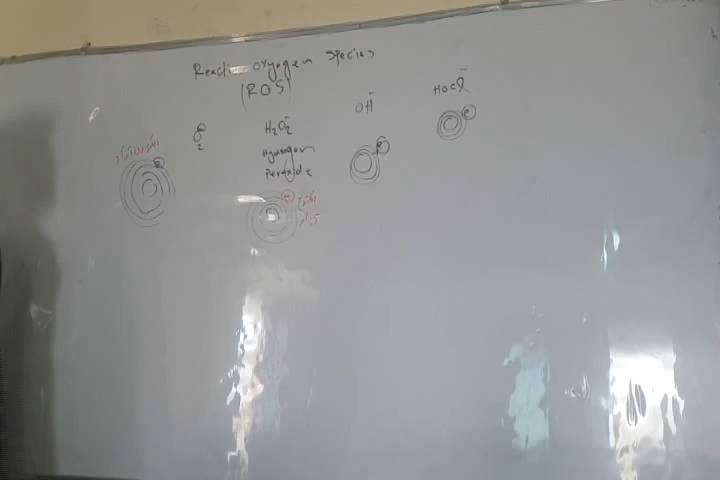 Reactive oxygen species
(ROS)
O₂⁻
H₂O₂⁻
Hydrogen
Peroxide
OH⁻
HOCl⁻
e
e
e
e